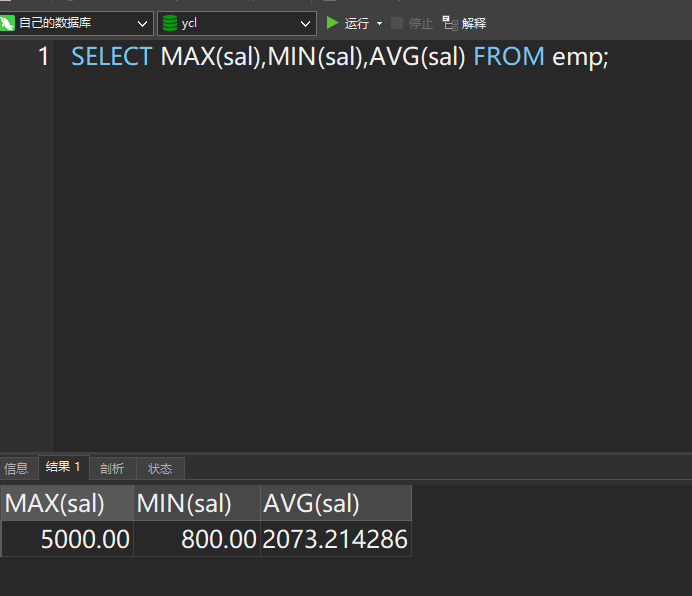 自己的数据库 ycl 运行 停止 解释
1 SELECT MAX(sal),MIN(sal),AVG(sal) FROM emp;
信息 结果 1 剖析 状态
MAX(sal) MIN(sal) AVG(sal)
5000.00 800.00 2073.214286